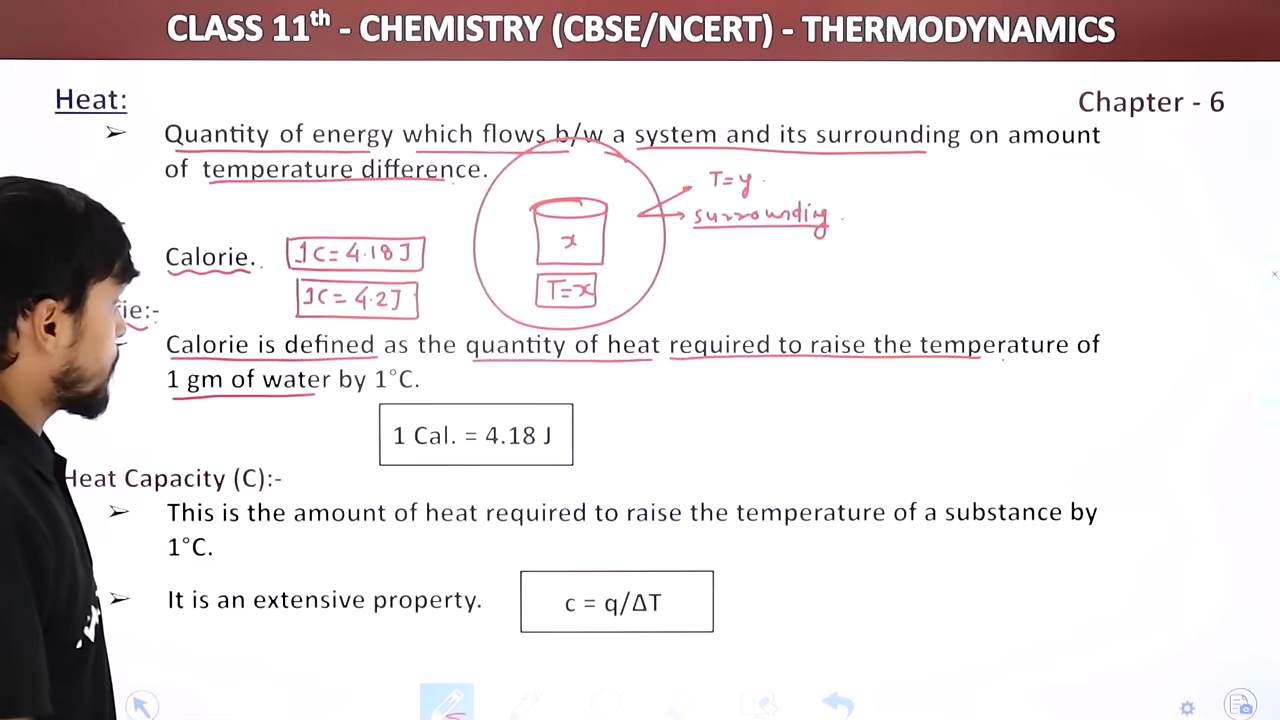 CLASS 11th - CHEMISTRY (CBSE/NCERT) - THERMODYNAMICS
Heat:
Chapter - 6
➢ Quantity of energy which flows b/w a system and its surrounding on amount
of temperature difference.
T=y
surrounding
x
Calorie. 1C = 4.18 J
T=x
1C = 4.2J
ie:-
Calorie is defined as the quantity of heat required to raise the temperature of
1 gm of water by 1°C.
1 Cal. = 4.18 J
Heat Capacity (C):-
➢ This is the amount of heat required to raise the temperature of a substance by
1°C.
➢ It is an extensive property.
c = q/ΔT